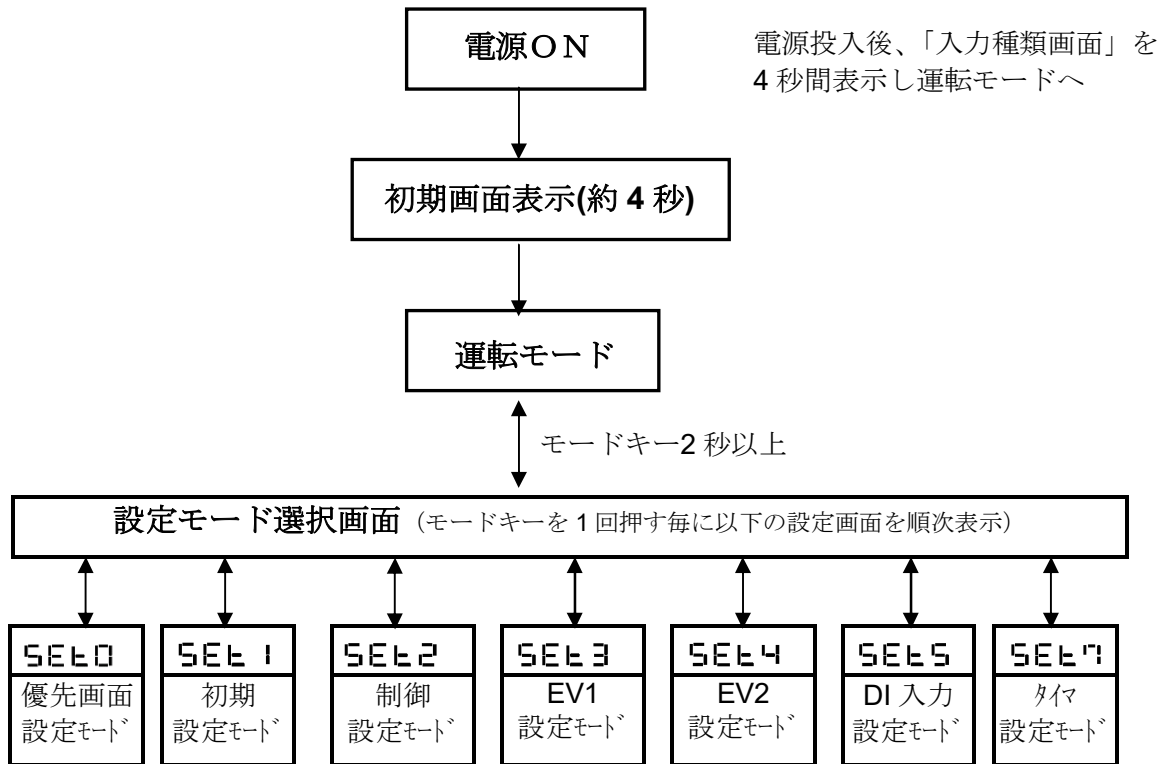 電源ON
電源投入後、「入力種類画面」を
4 秒間表示し運転モードへ
初期画面表示(約 4 秒)
運転モード
モードキー2 秒以上
設定モード選択画面（モードキーを 1 回押す毎に以下の設定画面を順次表示）
SEt0
優先画面
設定ﾓｰﾄﾞ
SEt1
初期
設定ﾓｰﾄﾞ
SEt2
制御
設定ﾓｰﾄﾞ
SEt3
EV1
設定ﾓｰﾄﾞ
SEt4
EV2
設定ﾓｰﾄﾞ
SEt5
DI 入力
設定ﾓｰﾄﾞ
SEt7
ﾀｲﾏ
設定ﾓｰﾄﾞ